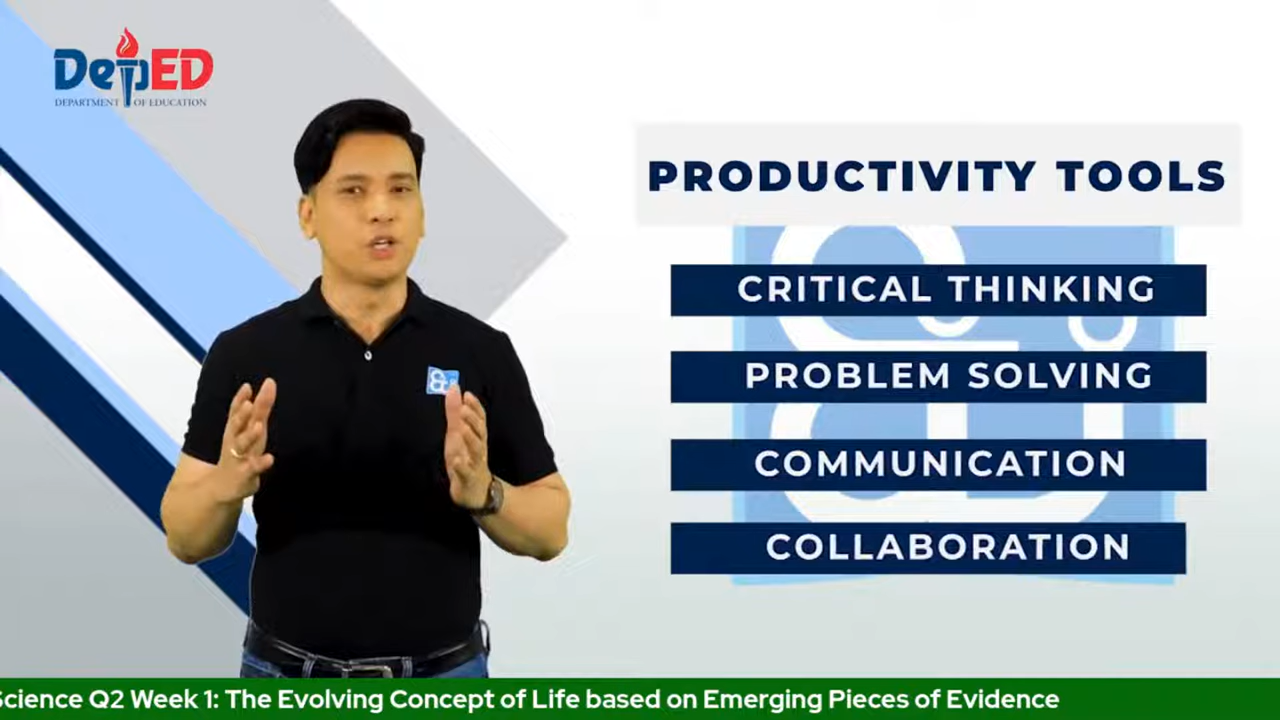 DepED
DEPARTMENT OF EDUCATION
PRODUCTIVITY TOOLS
CRITICAL THINKING
PROBLEM SOLVING
COMMUNICATION
COLLABORATION
Science Q2 Week 1: The Evolving Concept of Life based on Emerging Pieces of Evidence